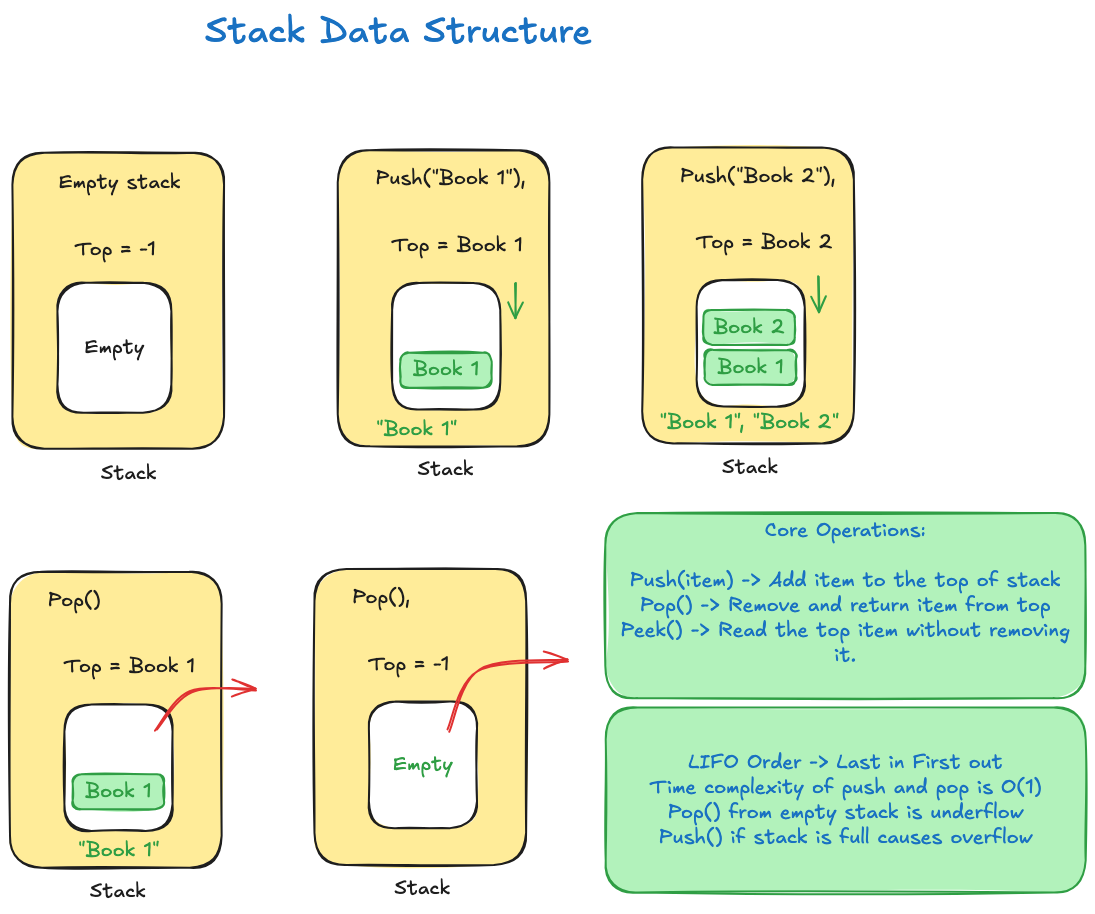 Stack Data Structure
Empty stack
Top = -1
Empty
Stack
Push("Book 1"),
Top = Book 1
Book 1
"Book 1"
Stack
Push("Book 2"),
Top = Book 2
Book 2
Book 1
"Book 1", "Book 2"
Stack
Pop()
Top = Book 1
Book 1
"Book 1"
Stack
Pop(),
Top = -1
Empty
Stack
Core Operations:
Push(item) -> Add item to the top of stack
Pop() -> Remove and return item from top
Peek() -> Read the top item without removing
it.
LIFO Order -> Last in First out
Time complexity of push and pop is O(1)
Pop() from empty stack is underflow
Push() if stack is full causes overflow